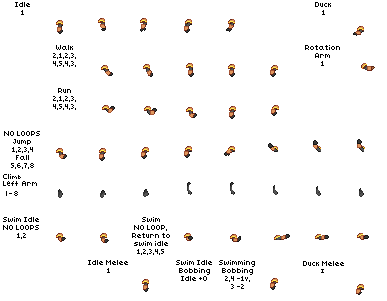 Idle
1
Duck
1
Walk
2,1,2,3,
4,5,4,3,
Rotation
Arm
1
Run
2,1,2,3,
4,5,4,3,
NO LOOPS
Jump
1,2,3,4
Fall
5,6,7,8
Climb
Left Arm
1-8
Swim Idle
NO LOOPS
1,2
Swim
NO LOOP,
Return to
swim idle
1,2,3,4,5
Swim Idle
Bobbing
Idle +0
Swimming
Bobbing
2,4 -1v,
3 -2
Idle Melee
1
Duck Melee
1